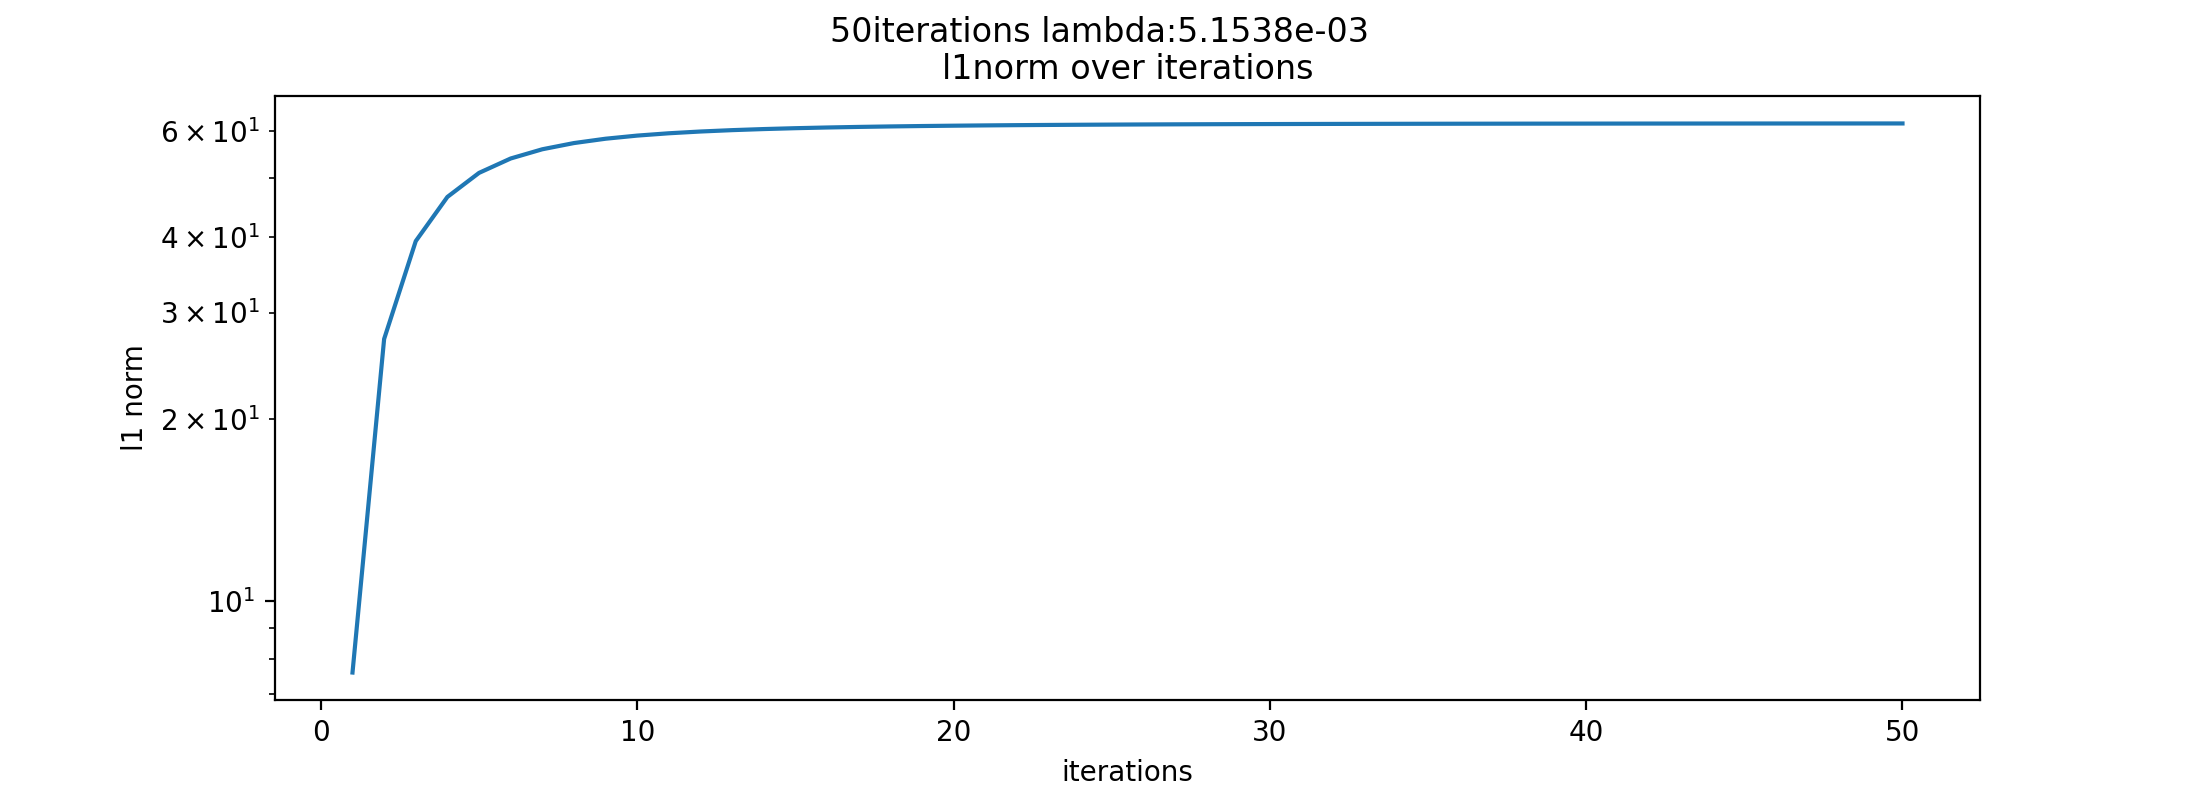 50iterations lambda:5.1538e-03
l1norm over iterations
6×10¹
4×10¹
3×10¹
2×10¹
10¹
l1 norm
0 10 20 30 40 50
iterations